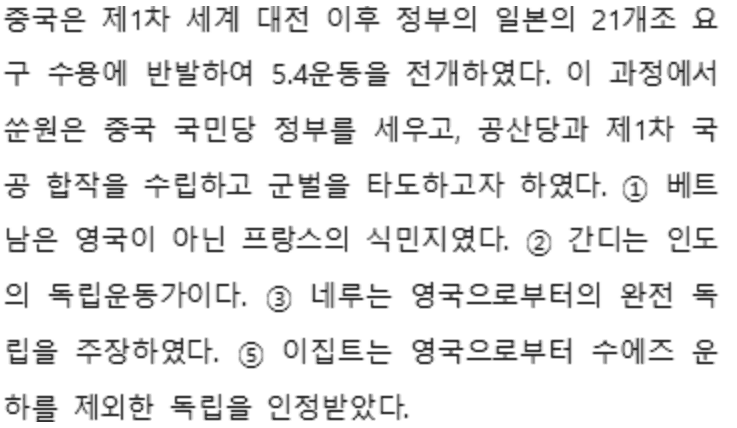 중국은 제1차 세계 대전 이후 정부의 일본의 21개조 요
구 수용에 반발하여 5.4운동을 전개하였다. 이 과정에서
쑨원은 중국 국민당 정부를 세우고, 공산당과 제1차 국
공 합작을 수립하고 군벌을 타도하고자 하였다. ① 베트
남은 영국이 아닌 프랑스의 식민지였다. ② 간디는 인도
의 독립운동가이다. ③ 네루는 영국으로부터의 완전 독
립을 주장하였다. ⑤ 이집트는 영국으로부터 수에즈 운
하를 제외한 독립을 인정받았다.